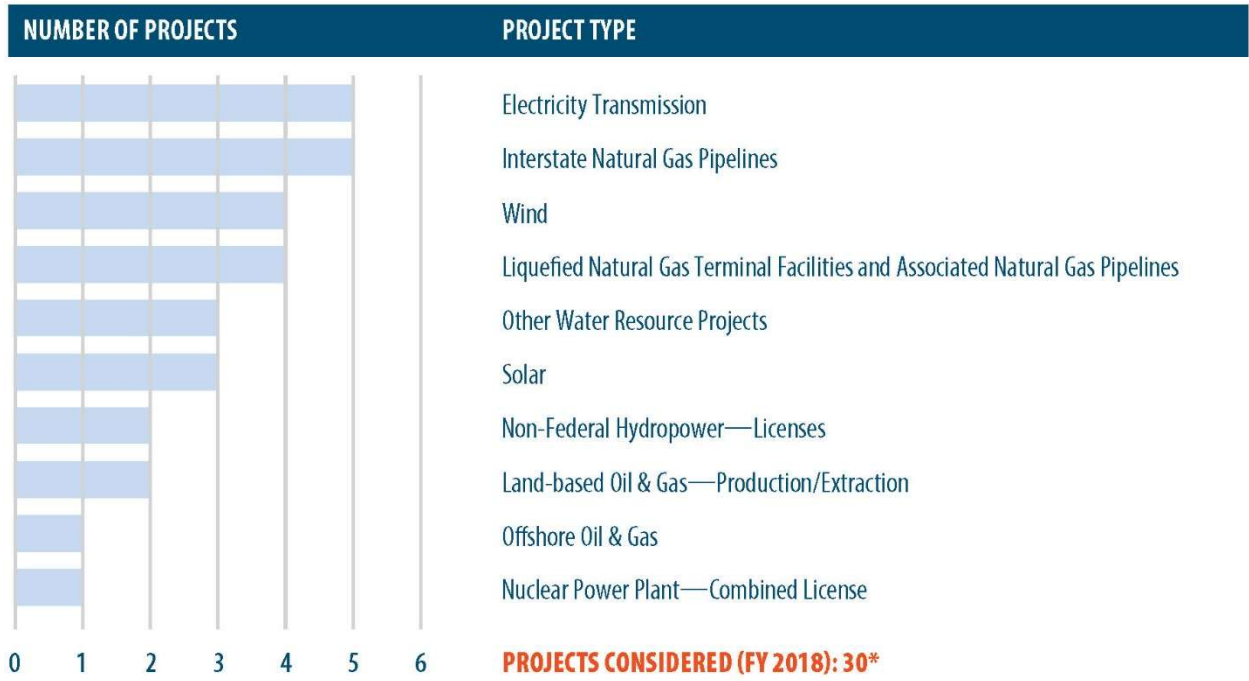 NUMBER OF PROJECTS PROJECT TYPE
Electricity Transmission
Interstate Natural Gas Pipelines
Wind
Liquefied Natural Gas Terminal Facilities and Associated Natural Gas Pipelines
Other Water Resource Projects
Solar
Non-Federal Hydropower—Licenses
Land-based Oil & Gas—Production/Extraction
Offshore Oil & Gas
Nuclear Power Plant—Combined License
0 1 2 3 4 5 6 PROJECTS CONSIDERED (FY 2018): 30*